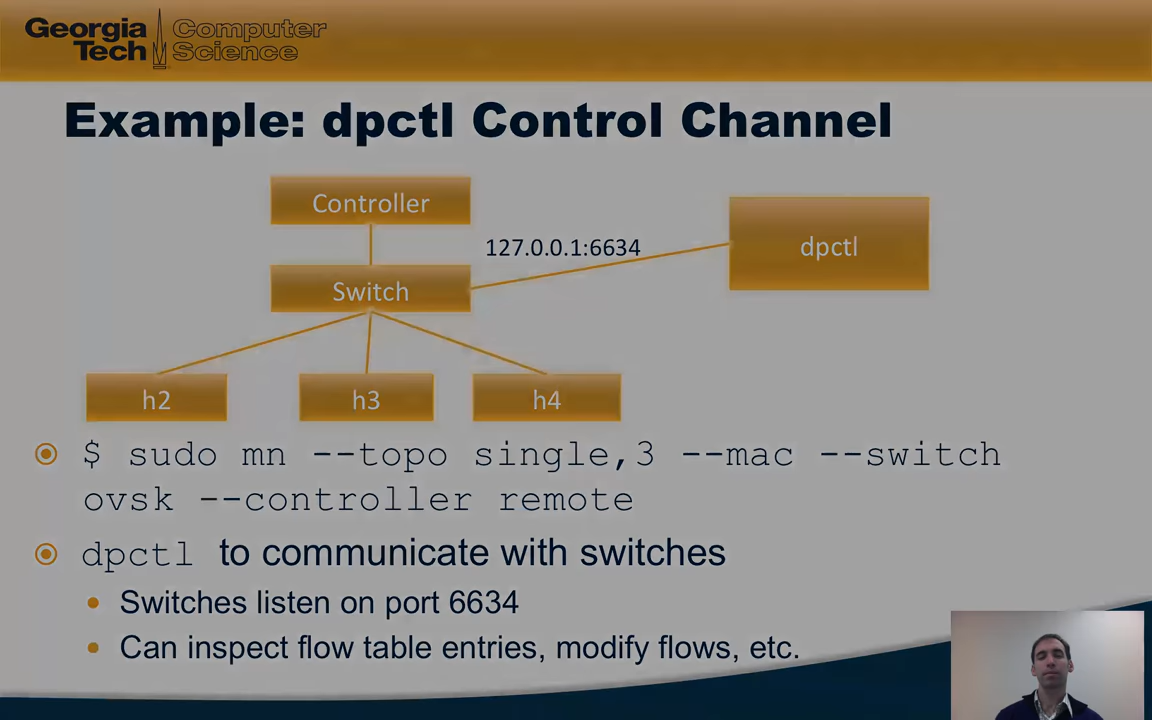 Georgia Tech
Computer Science
Example: dpctl Control Channel
Controller
127.0.0.1:6634
dpctl
Switch
h2
h3
h4
$ sudo mn --topo single,3 --mac --switch
ovsk --controller remote
dpctl to communicate with switches
Switches listen on port 6634
Can inspect flow table entries, modify flows, etc.